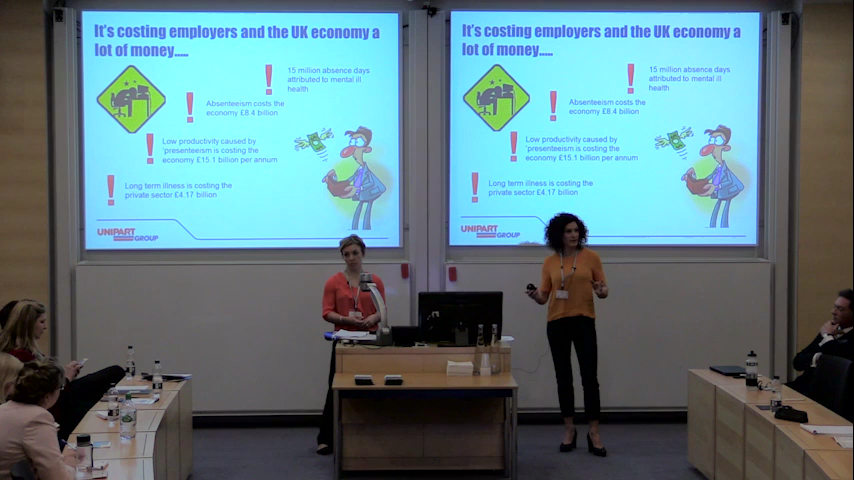 It's costing employers and the UK economy a
lot of money.....
15 million absence days
attributed to mental ill
health
Absenteeism costs the
economy £8.4 billion
Low productivity caused by
'presenteeism is costing the
economy £15.1 billion per annum
Long term illness is costing the
private sector £4.17 billion
UNIPART
GROUP
It's costing employers and the UK economy a
lot of money.....
15 million absence days
attributed to mental ill
health
Absenteeism costs the
economy £8.4 billion
Low productivity caused by
'presenteeism is costing the
economy £15.1 billion per annum
Long term illness is costing the
private sector £4.17 billion
UNIPART
GROUP